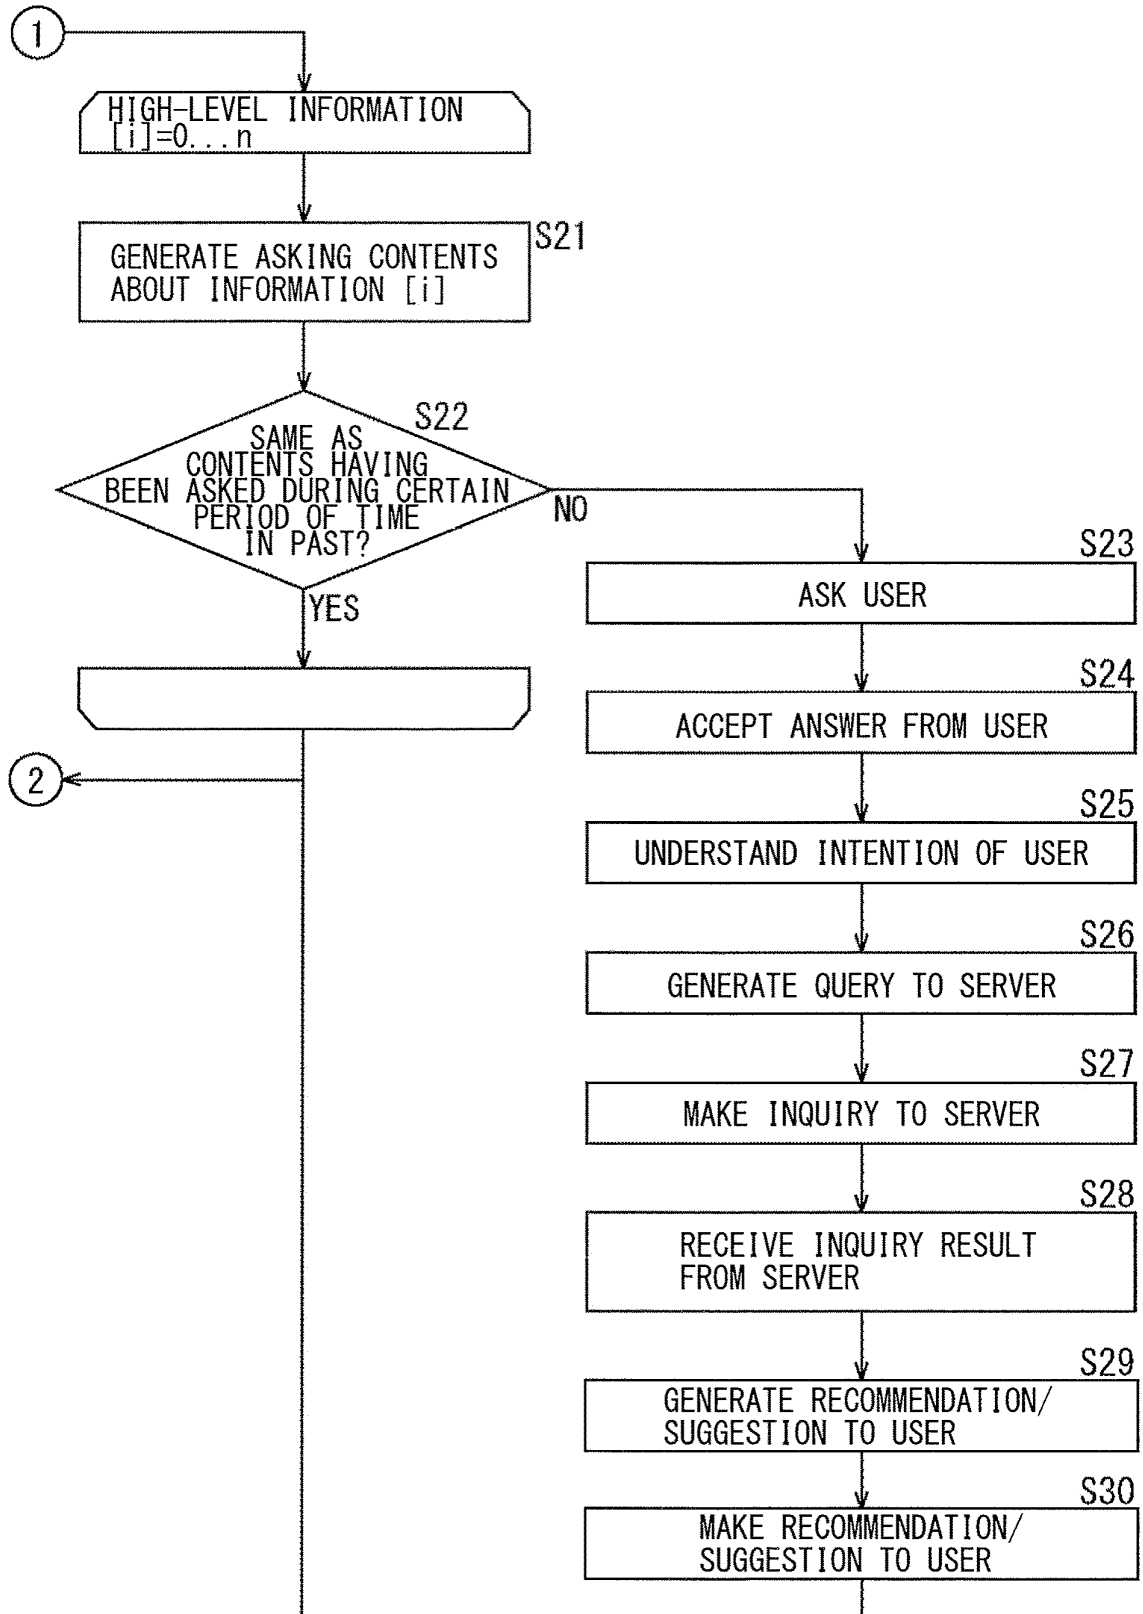 1
HIGH-LEVEL INFORMATION
[i]=0...n
S21
GENERATE ASKING CONTENTS
ABOUT INFORMATION [i]
S22
SAME AS
CONTENTS HAVING
BEEN ASKED DURING CERTAIN
PERIOD OF TIME
IN PAST?
NO
YES
S23
ASK USER
S24
ACCEPT ANSWER FROM USER
2
S25
UNDERSTAND INTENTION OF USER
S26
GENERATE QUERY TO SERVER
S27
MAKE INQUIRY TO SERVER
S28
RECEIVE INQUIRY RESULT
FROM SERVER
S29
GENERATE RECOMMENDATION/
SUGGESTION TO USER
S30
MAKE RECOMMENDATION/
SUGGESTION TO USER